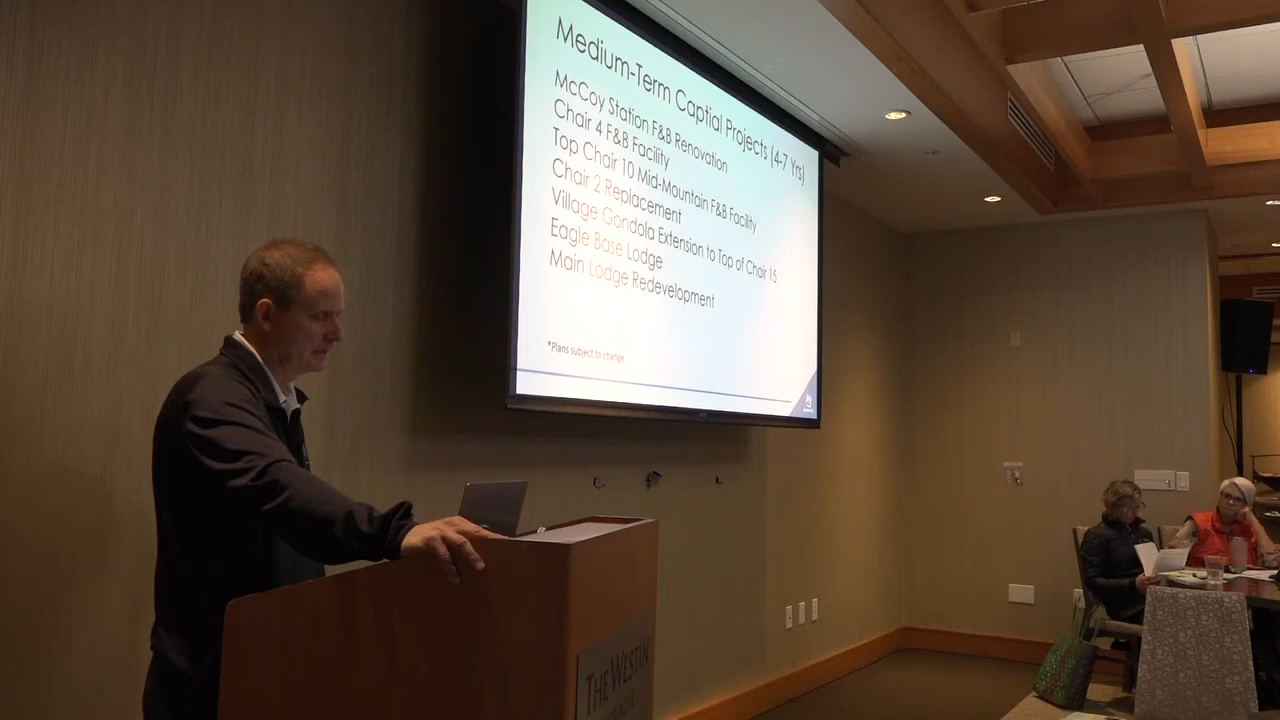 Medium-Term Captial Projects (4-7 Yrs)
McCoy Station F&B Renovation
Chair 4 F&B Facility
Top Chair 10 Mid-Mountain F&B Facility
Chair 2 Replacement
Village Gondola Extension to Top of Chair 15
Eagle Base Lodge
Main Lodge Redevelopment
*Plans subject to change
THE WESTIN